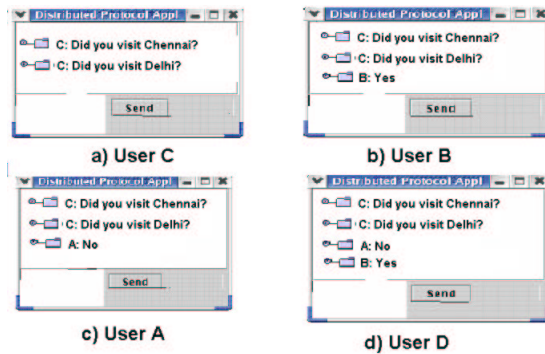 Distributed Protocol Appl
C: Did you visit Chennai?
C: Did you visit Delhi?
Send
a) User C
Distributed Protocol Appl
C: Did you visit Chennai?
C: Did you visit Delhi?
B: Yes
Send
b) User B
Distributed Protocol Appl
C: Did you visit Chennai?
C: Did you visit Delhi?
A: No
Send
c) User A
Distributed Protocol Appl
C: Did you visit Chennai?
C: Did you visit Delhi?
A: No
B: Yes
Send
d) User D